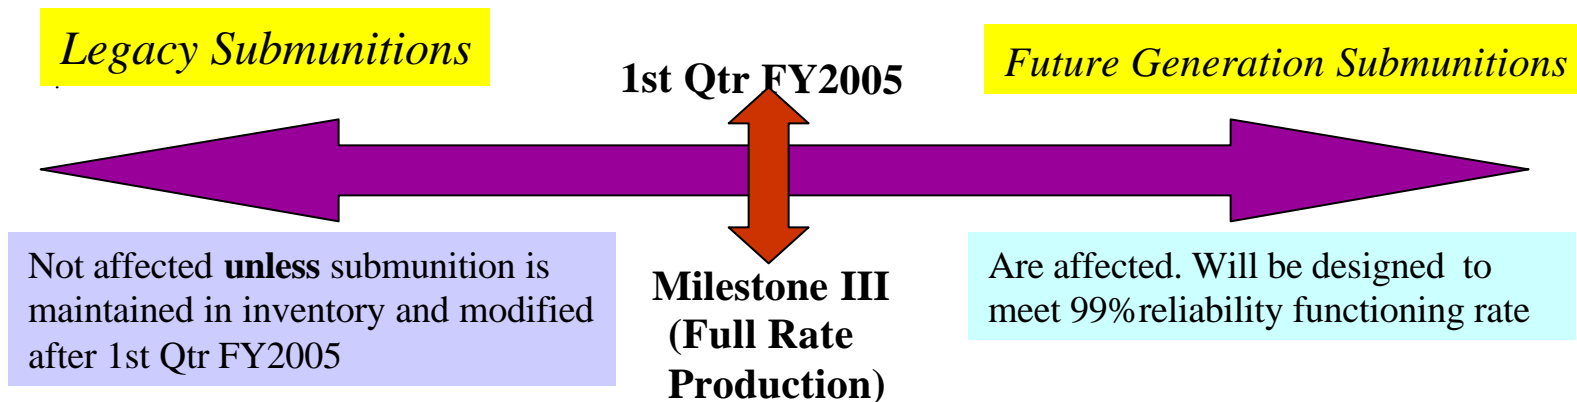 Legacy Submunitions
1st Qtr FY2005
Future Generation Submunitions
Not affected unless submunition is
maintained in inventory and modified
after 1st Qtr FY2005
Milestone III
(Full Rate
Production)
Are affected. Will be designed to
meet 99% reliability functioning rate